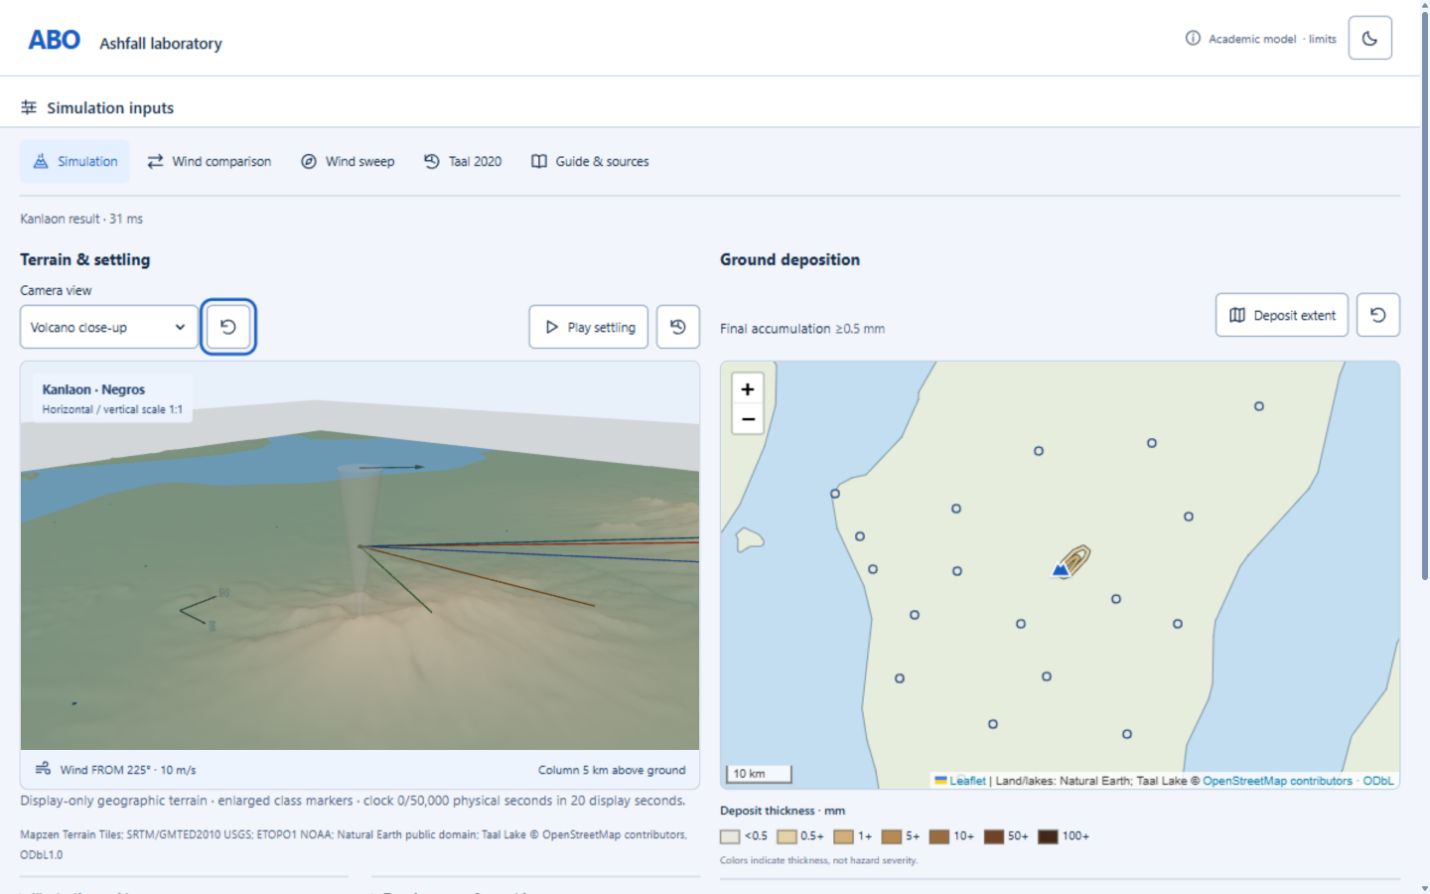 ABO Ashfall laboratory
Academic model · limits
Simulation inputs
Simulation
Wind comparison
Wind sweep
Taal 2020
Guide & sources
Kanlaon result · 31 ms
Terrain & settling
Camera view
Volcano close-up
Play settling
Kanlaon · Negros
Horizontal / vertical scale 1:1
Wind FROM 225° · 10 m/s
Column 5 km above ground
Display-only geographic terrain · enlarged class markers · clock 0/50,000 physical seconds in 20 display seconds.
Mapzen Terrain Tiles; SRTM/GMTED2010 USGS; ETOPO1 NOAA; Natural Earth public domain; Taal Lake © OpenStreetMap contributors,
ODbL1.0
Ground deposition
Final accumulation ≥0.5 mm
Deposit extent
+
−
10 km
Leaflet | Land/lakes: Natural Earth; Taal Lake © OpenStreetMap contributors · ODbL
Deposit thickness · mm
<0.5 0.5+ 1+ 5+ 10+ 50+ 100+
Colors indicate thickness, not hazard severity.